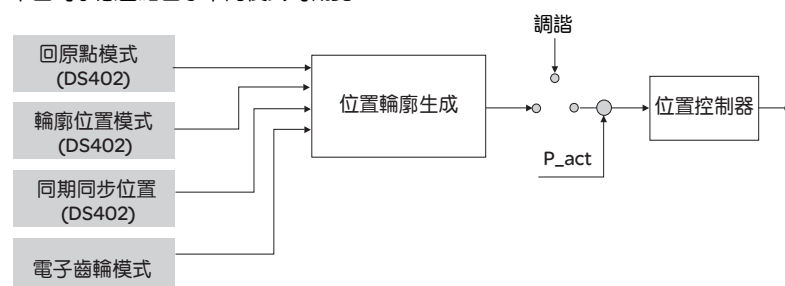 調諧
回原點模式
(DS402)
輪廓位置模式
(DS402)
同期同步位置
(DS402)
電子齒輪模式
位置輪廓生成
位置控制器
P_act